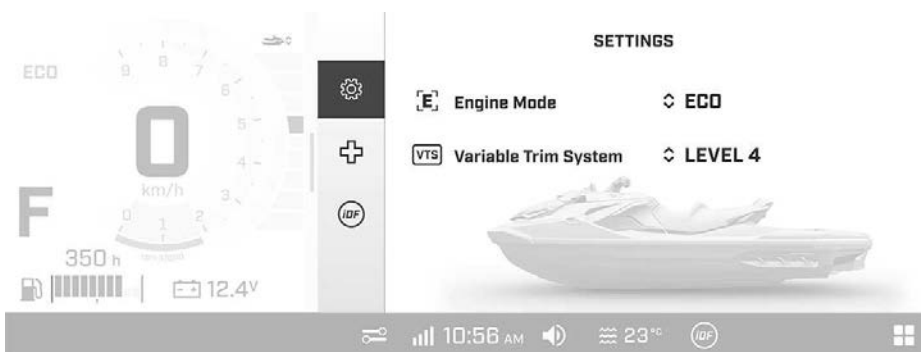 SETTINGS
ECO
9 8 7 6 5 4 3 2 1 0
0
km/h
F
350 h
12.4V
[E] Engine Mode ECO
VTS Variable Trim System LEVEL 4
iDF
10:56 AM 23°C iDF